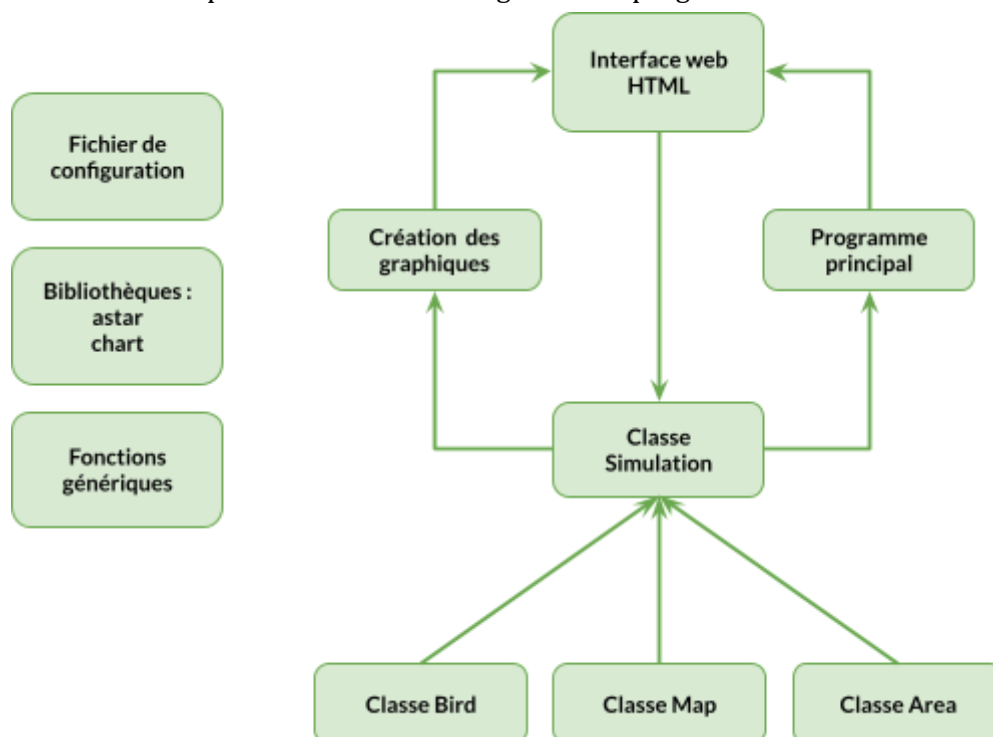 Interface web
HTML
Fichier de
configuration
Création des
graphiques
Programme
principal
Bibliothèques :
astar
chart
Fonctions
génériques
Classe
Simulation
Classe Bird
Classe Map
Classe Area